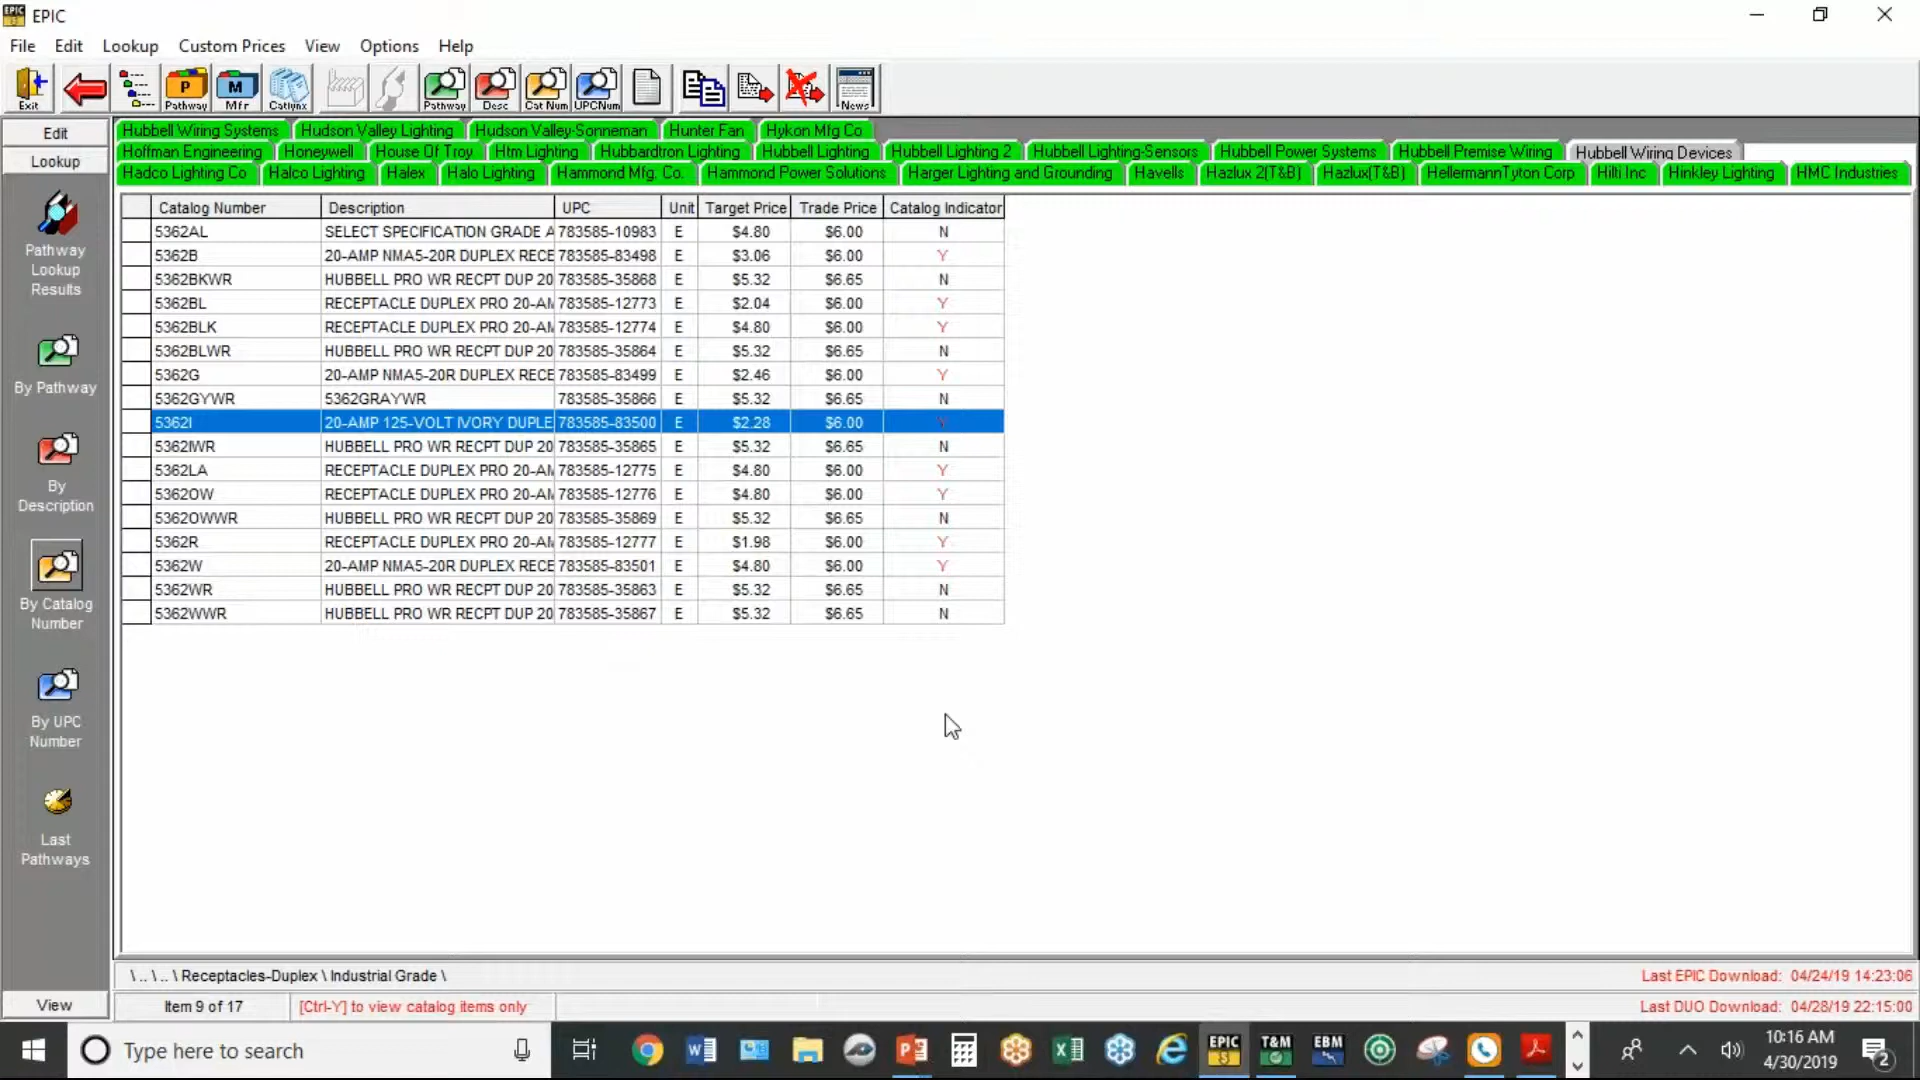 EPIC
File Edit Lookup Custom Prices View Options Help
Exit Pathway Mfr Catlynx Pathway Desc Cat Num UPCNum News
Edit
Lookup
Pathway
Lookup
Results
By Pathway
By
Description
By Catalog
Number
By UPC
Number
Last
Pathways
View
Hubbell Wiring Systems Hudson Valley Lighting Hudson Valley-Sonneman Hunter Fan Hykon Mfg Co
Hoffman Engineering Honeywell House Of Troy Htm Lighting Hubbardtron Lighting Hubbell Lighting Hubbell Lighting 2 Hubbell Lighting-Sensors Hubbell Power Systems Hubbell Premise Wiring Hubbell Wiring Devices
Hadco Lighting Co Halco Lighting Halex Halo Lighting Hammond Mfg. Co. Hammond Power Solutions Harger Lighting and Grounding Havells Hazlux 2(T&B) Hazlux(T&B) HellermannTyton Corp Hilti Inc Hinkley Lighting HMC Industries
Catalog Number Description UPC Unit Target Price Trade Price Catalog Indicator
5362AL SELECT SPECIFICATION GRADE A 783585-10983 E $4.80 $6.00 N
5362B 20-AMP NMA5-20R DUPLEX RECE 783585-83498 E $3.06 $6.00 Y
5362BKWR HUBBELL PRO WR RECPT DUP 20 783585-35868 E $5.32 $6.65 N
5362BL RECEPTACLE DUPLEX PRO 20-AM 783585-12773 E $2.04 $6.00 Y
5362BLK RECEPTACLE DUPLEX PRO 20-AM 783585-12774 E $4.80 $6.00 Y
5362BLWR HUBBELL PRO WR RECPT DUP 20 783585-35864 E $5.32 $6.65 N
5362G 20-AMP NMA5-20R DUPLEX RECE 783585-83499 E $2.46 $6.00 Y
5362GYWR 5362GRAYWR 783585-35866 E $5.32 $6.65 N
5362I 20-AMP 125-VOLT IVORY DUPLE 783585-83500 E $2.28 $6.00 Y
5362IWR HUBBELL PRO WR RECPT DUP 20 783585-35865 E $5.32 $6.65 N
5362LA RECEPTACLE DUPLEX PRO 20-AM 783585-12775 E $4.80 $6.00 Y
5362OW RECEPTACLE DUPLEX PRO 20-AM 783585-12776 E $4.80 $6.00 Y
5362OWWR HUBBELL PRO WR RECPT DUP 20 783585-35869 E $5.32 $6.65 N
5362R RECEPTACLE DUPLEX PRO 20-AM 783585-12777 E $1.98 $6.00 Y
5362W 20-AMP NMA5-20R DUPLEX RECE 783585-83501 E $4.80 $6.00 Y
5362WR HUBBELL PRO WR RECPT DUP 20 783585-35863 E $5.32 $6.65 N
5362WWR HUBBELL PRO WR RECPT DUP 20 783585-35867 E $5.32 $6.65 N
\ .. \ .. \ Receptacles-Duplex \ Industrial Grade \ Last EPIC Download: 04/24/19 14:23:06
Item 9 of 17 [Ctrl-Y] to view catalog items only Last DUO Download: 04/28/19 22:15:00
Type here to search EPIC T&M EBM 10:16 AM
4/30/2019 2